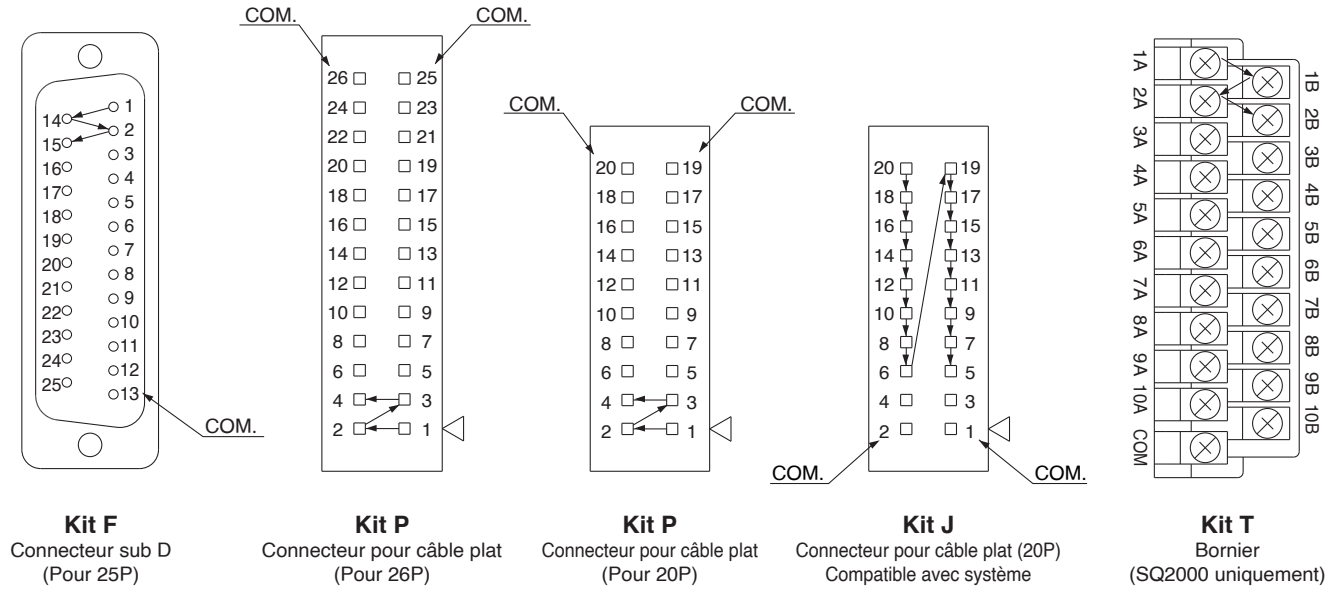 COM. COM.
26 25
24 23
22 21
20 19
18 17
16 15
14 13
12 11
10 9
8 7
6 5
4 3
2 1
1
14
2
15
3
16
4
17
5
18
6
19
7
20
8
21
9
22
10
23
11
24
12
25
13
COM.
COM. COM.
20 19
18 17
16 15
14 13
12 11
10 9
8 7
6 5
4 3
2 1
20 19
18 17
16 15
14 13
12 11
10 9
8 7
6 5
4 3
2 1
COM. COM.
1A 1B
2A 2B
3A 3B
4A 4B
5A 5B
6A 6B
7A 7B
8A 8B
9A 9B
10A 10B
COM
Kit F
Connecteur sub D
(Pour 25P)
Kit P
Connecteur pour câble plat
(Pour 26P)
Kit P
Connecteur pour câble plat
(Pour 20P)
Kit J
Connecteur pour câble plat (20P)
Compatible avec système
Kit T
Bornier
(SQ2000 uniquement)